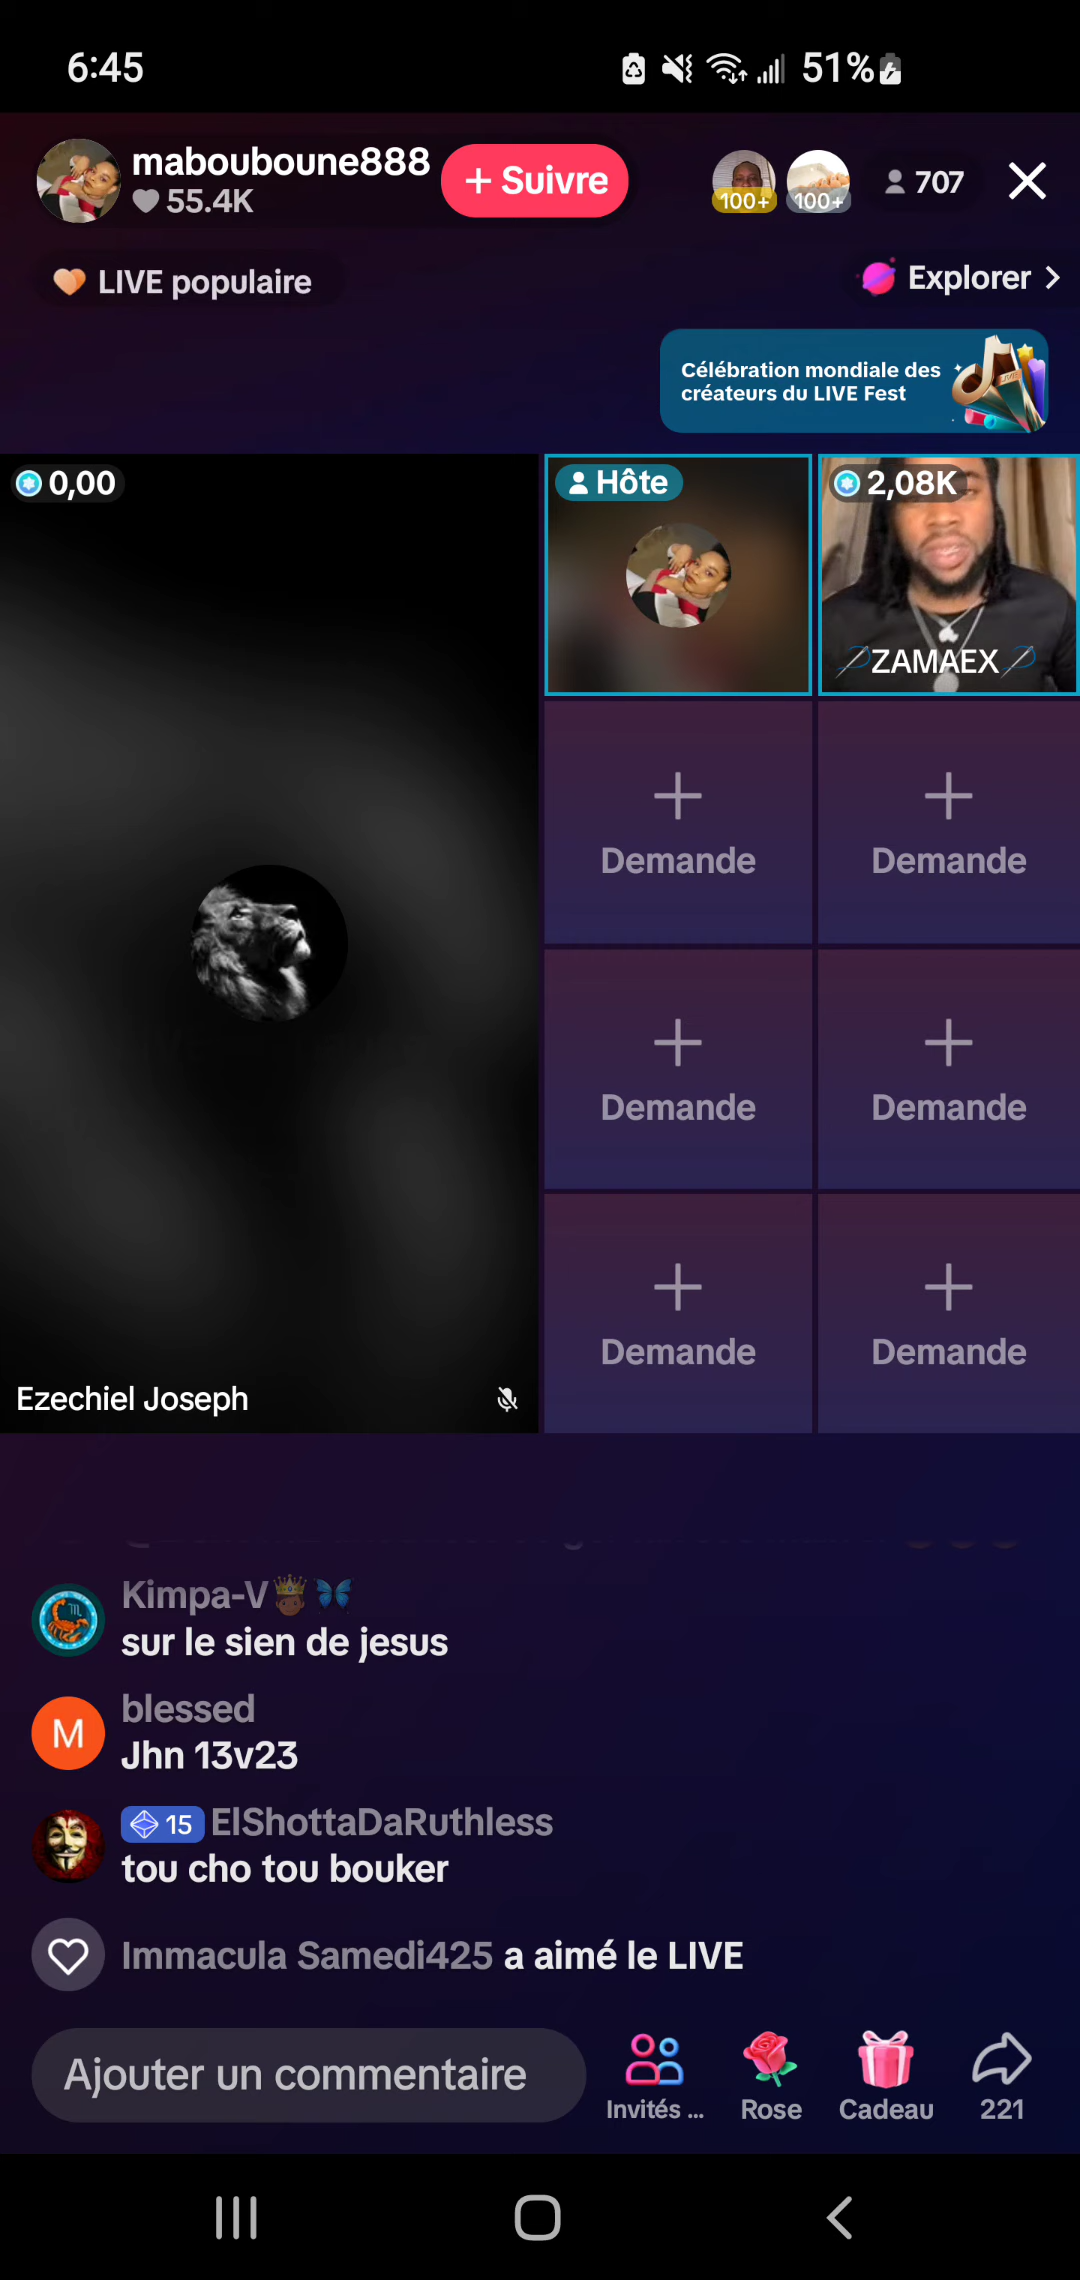 6:45
51%
mabouboune888
55.4K
+ Suivre
100+
100+
707
LIVE populaire
Explorer
Célébration mondiale des
créateurs du LIVE Fest
0,00
Hôte
2,08K
ZAMAEX
Demande
Demande
Demande
Demande
Demande
Demande
Ezechiel Joseph
Kimpa-V
sur le sien de jesus
M
blessed
Jhn 13v23
15 ElShottaDaRuthless
tou cho tou bouker
Immacula Samedi425 a aimé le LIVE
Ajouter un commentaire
Invités ...
Rose
Cadeau
221